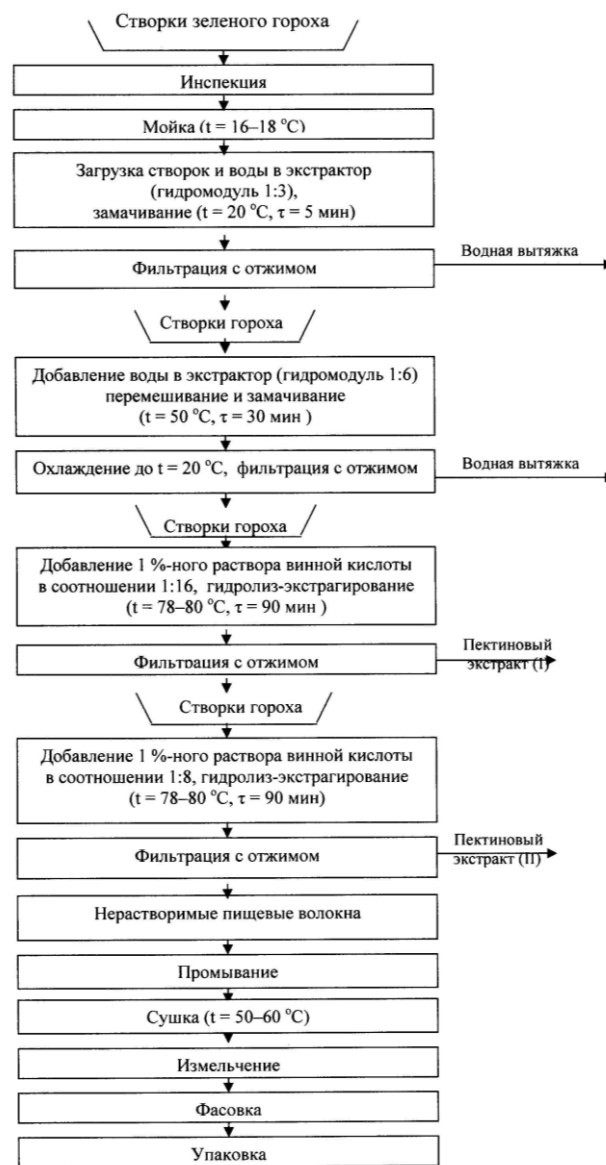 Створки зеленого гороха
Инспекция
Мойка (t = 16–18 °C)
Загрузка створок и воды в экстрактор
(гидромодуль 1:3),
замачивание (t = 20 °C, τ = 5 мин)
Фильтрация с отжимом
Водная вытяжка
Створки гороха
Добавление воды в экстрактор (гидромодуль 1:6)
перемешивание и замачивание
(t = 50 °C, τ = 30 мин )
Охлаждение до t = 20 °C, фильтрация с отжимом
Водная вытяжка
Створки гороха
Добавление 1 %-ного раствора винной кислоты
в соотношении 1:16, гидролиз-экстрагирование
(t = 78–80 °C, τ = 90 мин )
Фильтрация с отжимом
Пектиновый
экстракт (I)
Створки гороха
Добавление 1 %-ного раствора винной кислоты
в соотношении 1:8, гидролиз-экстрагирование
(t = 78–80 °C, τ = 90 мин)
Фильтрация с отжимом
Пектиновый
экстракт (II)
Нерастворимые пищевые волокна
Промывание
Сушка (t = 50–60 °C)
Измельчение
Фасовка
Упаковка